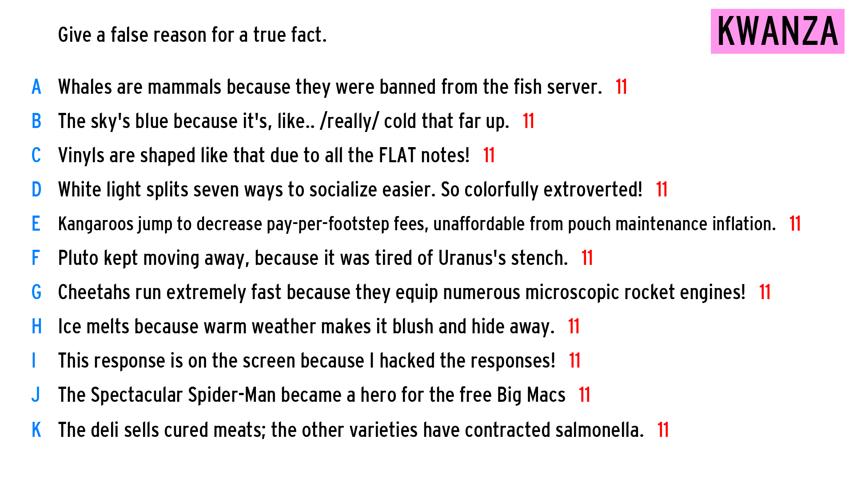 Give a false reason for a true fact.
KWANZA
A Whales are mammals because they were banned from the fish server. 11
B The sky's blue because it's, like.. /really/ cold that far up. 11
C Vinyls are shaped like that due to all the FLAT notes! 11
D White light splits seven ways to socialize easier. So colorfully extroverted! 11
E Kangaroos jump to decrease pay-per-footstep fees, unaffordable from pouch maintenance inflation. 11
F Pluto kept moving away, because it was tired of Uranus's stench. 11
G Cheetahs run extremely fast because they equip numerous microscopic rocket engines! 11
H Ice melts because warm weather makes it blush and hide away. 11
I This response is on the screen because I hacked the responses! 11
J The Spectacular Spider-Man became a hero for the free Big Macs 11
K The deli sells cured meats; the other varieties have contracted salmonella. 11